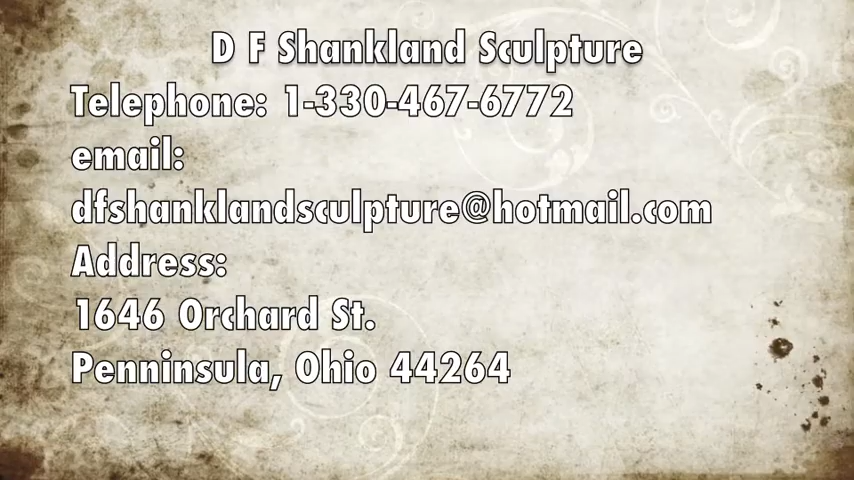 D F Shankland Sculpture
Telephone: 1-330-467-6772
email:
dfshanklandsculpture@hotmail.com
Address:
1646 Orchard St.
Penninsula, Ohio 44264